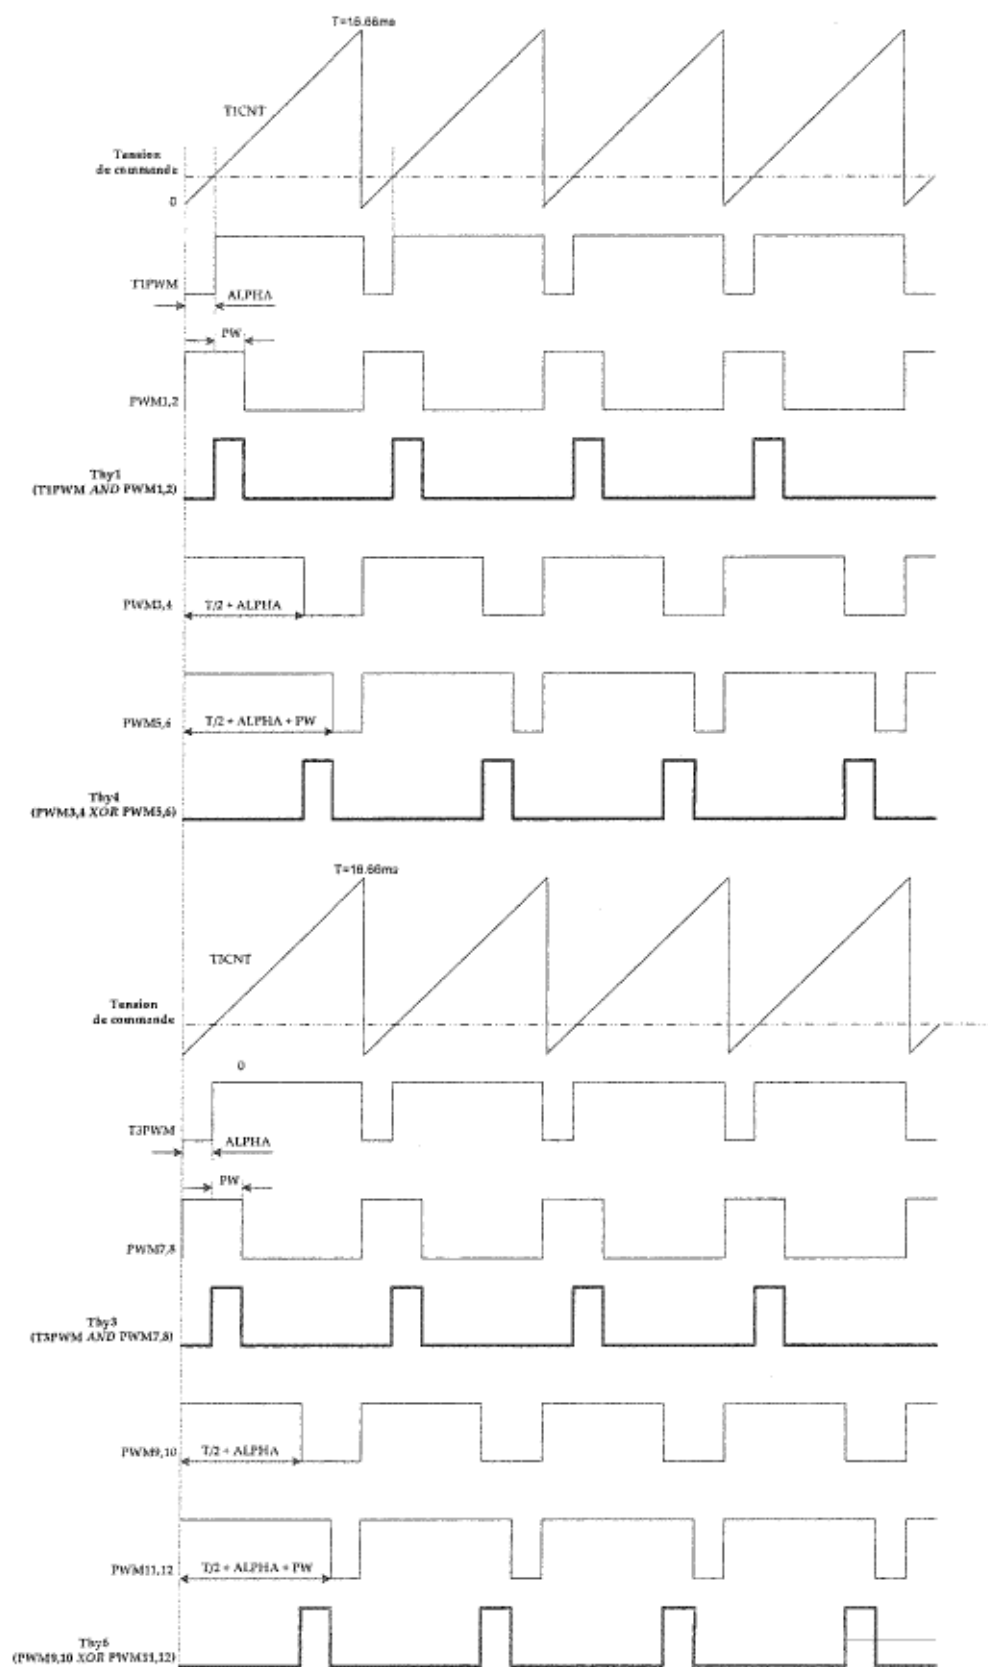 T=16.66ms
T1CNT
Tension
de commande
0
T1PWM
ALPHA
PW
PWM1,2
Thy1
(T1PWM AND PWM1,2)
PWM3,4
T/2 + ALPHA
PWM5,6
T/2 + ALPHA + PW
Thy4
(PWM3,4 XOR PWM5,6)
T=16.66ms
T3CNT
Tension
de commande
0
T3PWM
ALPHA
PW
PWM7,8
Thy3
(T3PWM AND PWM7,8)
PWM9,10
T/2 + ALPHA
PWM11,12
T/2 + ALPHA + PW
Thy6
(PWM9,10 XOR PWM11,12)